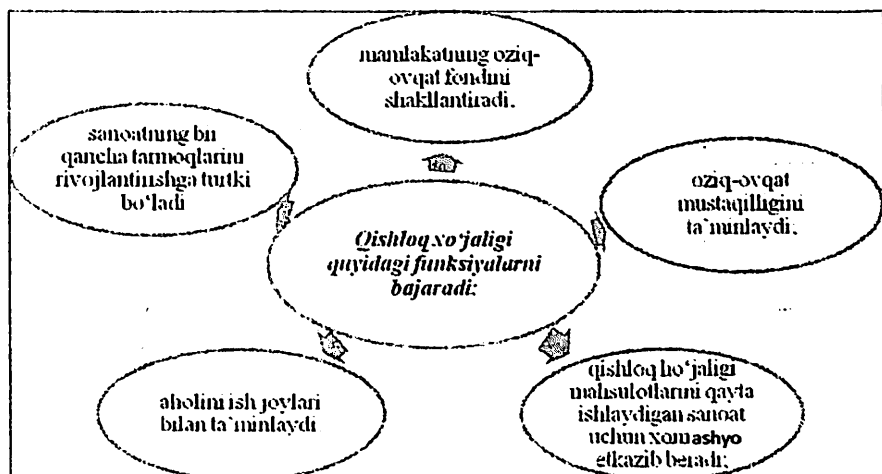 mamlakatning oziq-
ovqat fondini
shakllantiradi.
sanoatning bir
qancha tarmoqlarini
rivojlantirishga turtki
bo‘ladi
oziq-ovqat
mustaqilligini
ta`minlaydi.
Qishloq xo‘jaligi
quyidagi funksiyalarni
bajaradi:
aholini ish joylari
bilan ta`minlaydi
qishloq ho‘jaligi
mahsulotlarini qayta
ishlaydigan sanoat
uchun xom ashyo
etkazib beradi;